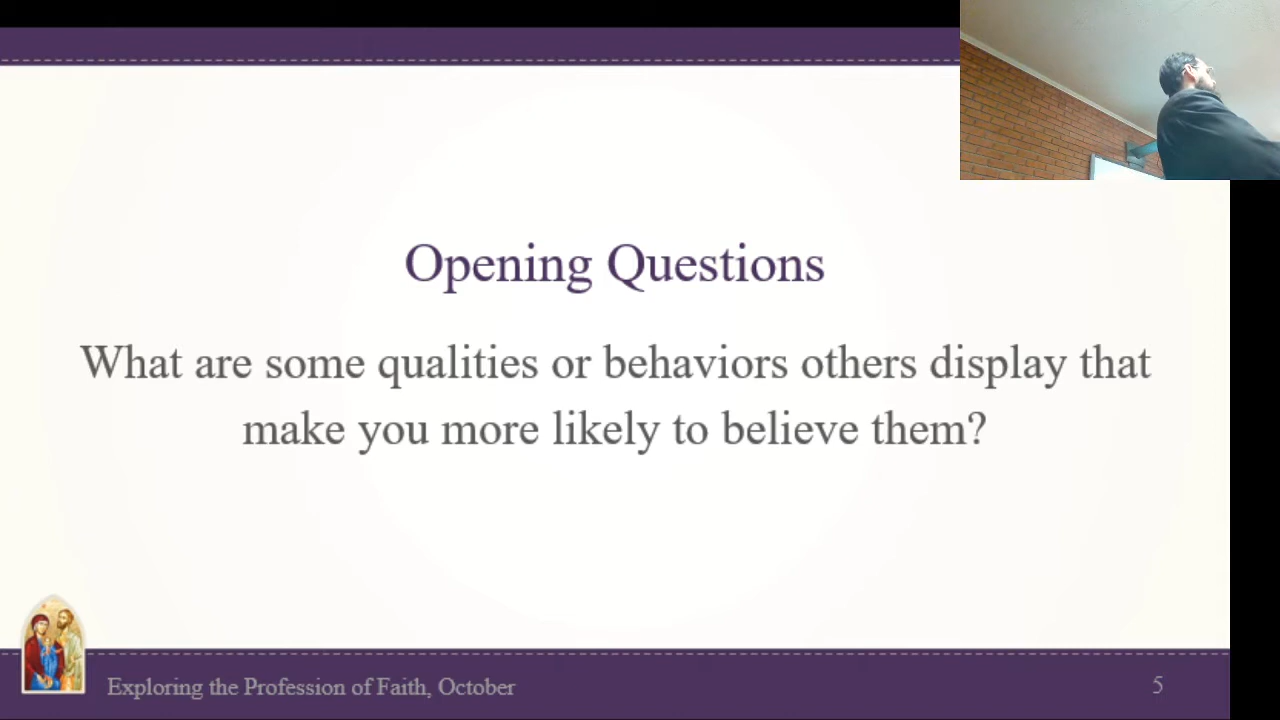 Opening Questions
What are some qualities or behaviors others display that
make you more likely to believe them?
Exploring the Profession of Faith, October
5